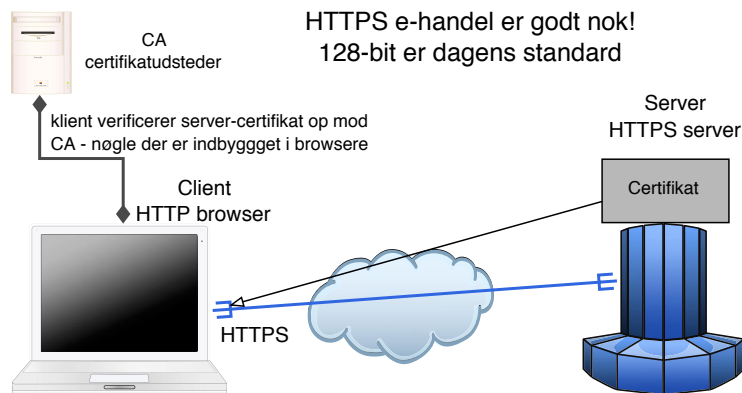 HTTPS e-handel er godt nok!
128-bit er dagens standard
CA
certifikatudsteder
klient verificerer server-certifikat op mod
CA - nøgle der er indbyggget i browsere
Server
HTTPS server
Certifikat
Client
HTTP browser
HTTPS